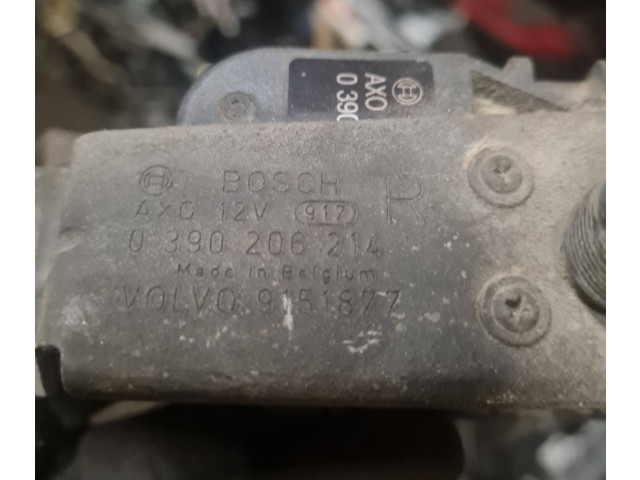 AXO
0 390
BOSCH
AXO 12V 917 R
0 390 206 214
Made in Belgium
VOLVO 9151877